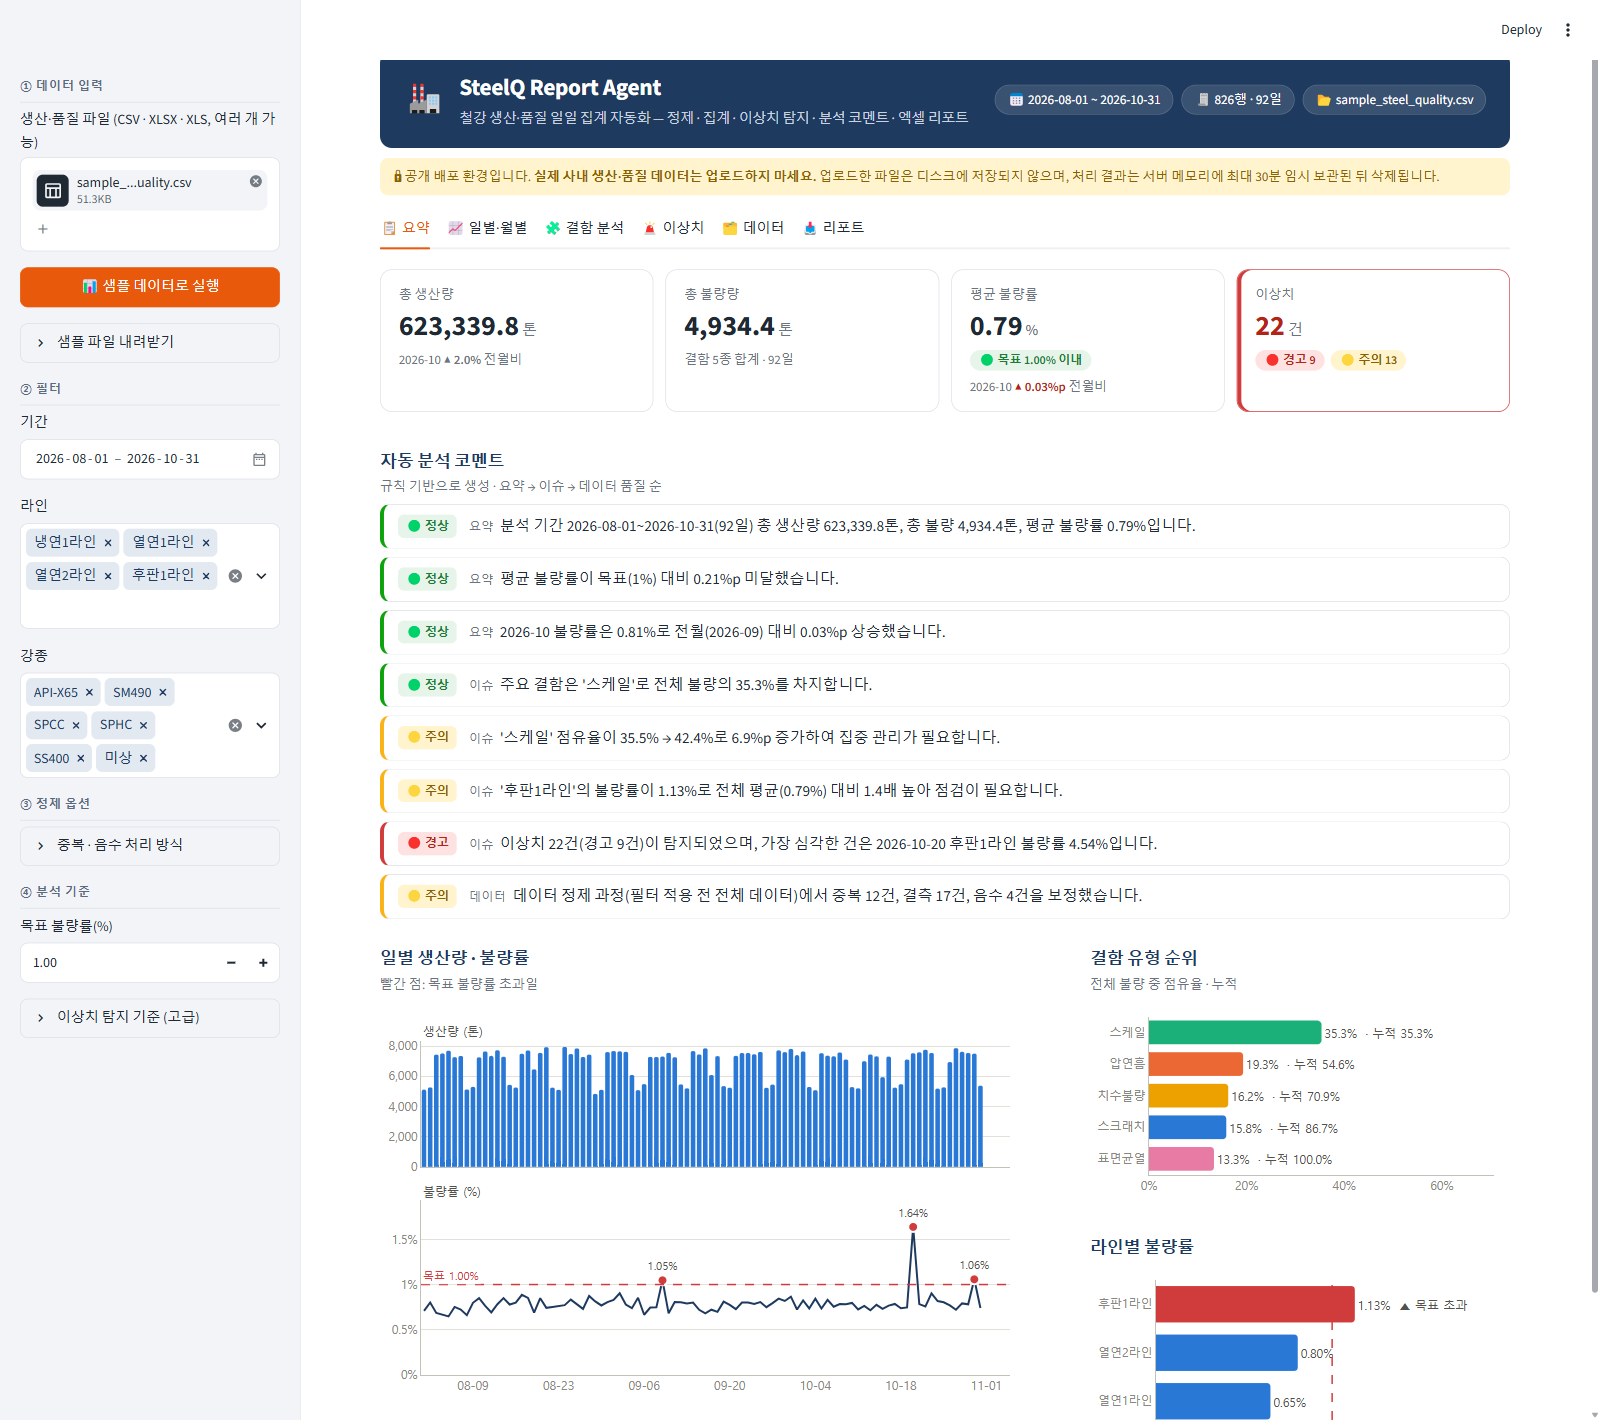 Deploy
① 데이터 입력
생산·품질 파일 (CSV · XLSX · XLS, 여러 개 가
능)
sample_...uality.csv
51.3KB
+
📊 샘플 데이터로 실행
샘플 파일 내려받기
② 필터
기간
2026-08-01 – 2026-10-31
라인
냉연1라인 × 열연1라인 ×
열연2라인 × 후판1라인 ×
강종
API-X65 × SM490 ×
SPCC × SPHC ×
SS400 × 미상 ×
③ 정제 옵션
중복 · 음수 처리 방식
④ 분석 기준
목표 불량률(%)
1.00 − +
이상치 탐지 기준 (고급)
SteelQ Report Agent
철강 생산·품질 일일 집계 자동화 — 정제 · 집계 · 이상치 탐지 · 분석 코멘트 · 엑셀 리포트
2026-08-01 ~ 2026-10-31
826행 · 92일
sample_steel_quality.csv
공개 배포 환경입니다. 실제 사내 생산·품질 데이터는 업로드하지 마세요. 업로드한 파일은 디스크에 저장되지 않으며, 처리 결과는 서버 메모리에 최대 30분 임시 보관된 뒤 삭제됩니다.
요약 일별·월별 결함 분석 이상치 데이터 리포트
총 생산량
623,339.8 톤
2026-10 ▲ 2.0% 전월비
총 불량량
4,934.4 톤
결함 5종 합계 · 92일
평균 불량률
0.79 %
목표 1.00% 이내
2026-10 ▲ 0.03%p 전월비
이상치
22 건
경고 9 주의 13
자동 분석 코멘트
규칙 기반으로 생성 · 요약 → 이슈 → 데이터 품질 순
정상 요약 분석 기간 2026-08-01~2026-10-31(92일) 총 생산량 623,339.8톤, 총 불량 4,934.4톤, 평균 불량률 0.79%입니다.
정상 요약 평균 불량률이 목표(1%) 대비 0.21%p 미달했습니다.
정상 요약 2026-10 불량률은 0.81%로 전월(2026-09) 대비 0.03%p 상승했습니다.
정상 이슈 주요 결함은 '스케일'로 전체 불량의 35.3%를 차지합니다.
주의 이슈 '스케일' 점유율이 35.5% → 42.4%로 6.9%p 증가하여 집중 관리가 필요합니다.
주의 이슈 '후판1라인'의 불량률이 1.13%로 전체 평균(0.79%) 대비 1.4배 높아 점검이 필요합니다.
경고 이슈 이상치 22건(경고 9건)이 탐지되었으며, 가장 심각한 건은 2026-10-20 후판1라인 불량률 4.54%입니다.
주의 데이터 데이터 정제 과정(필터 적용 전 전체 데이터)에서 중복 12건, 결측 17건, 음수 4건을 보정했습니다.
일별 생산량 · 불량률
빨간 점: 목표 불량률 초과일
생산량 (톤)
8,000
6,000
4,000
2,000
0
불량률 (%)
1.64%
1.5%
1.05%
1.06%
목표 1.00%
1%
0.5%
0%
08-09 08-23 09-06 09-20 10-04 10-18 11-01
결함 유형 순위
전체 불량 중 점유율 · 누적
스케일 35.3% · 누적 35.3%
압연흠 19.3% · 누적 54.6%
치수불량 16.2% · 누적 70.9%
스크래치 15.8% · 누적 86.7%
표면균열 13.3% · 누적 100.0%
0% 20% 40% 60%
라인별 불량률
후판1라인 1.13% ▲ 목표 초과
열연2라인 0.80%
열연1라인 0.65%